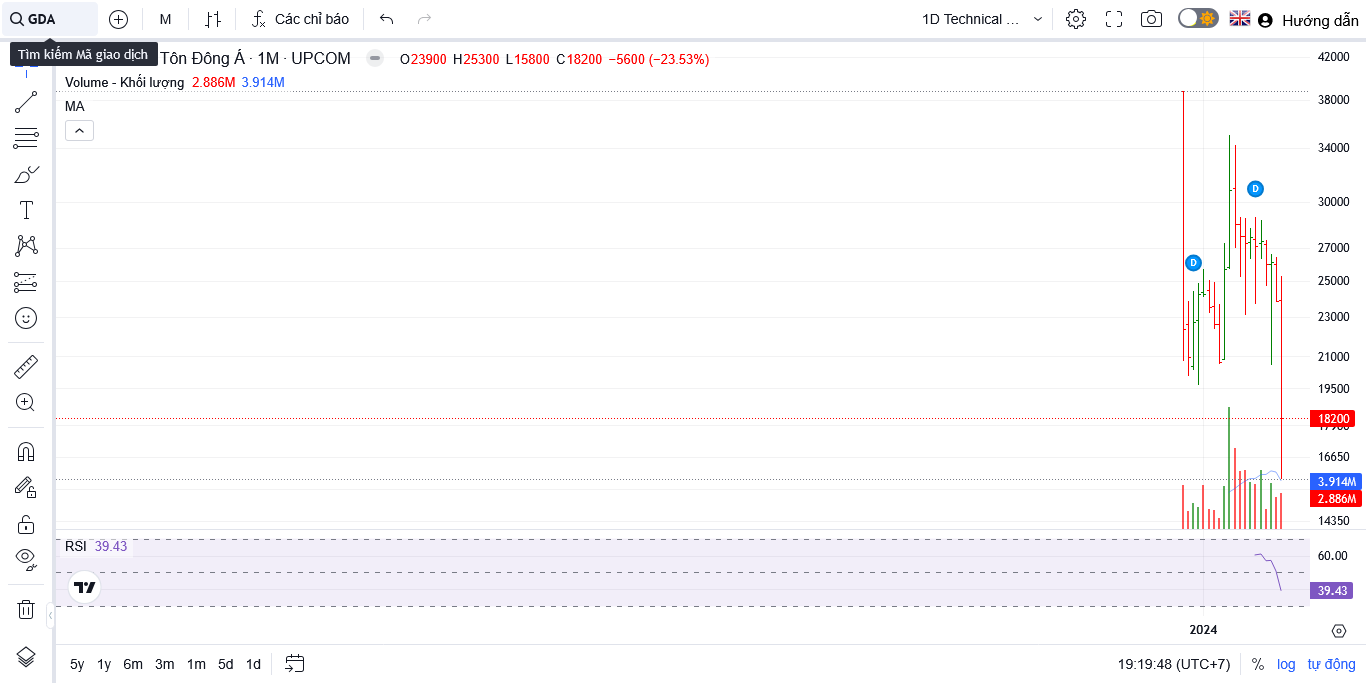 GDA M Các chỉ báo 1D Technical ... Hướng dẫn
Tìm kiếm Mã giao dịch
Tôn Đông Á · 1M · UPCOM O23900 H25300 L15800 C18200 −5600 (−23.53%)
Volume - Khối lượng 2.886M 3.914M
MA
42000
38000
34000
30000
27000
25000
23000
21000
19500
18200
16650
3.914M
2.886M
14350
D
D
RSI 39.43
60.00
39.43
2024
5y 1y 6m 3m 1m 5d 1d
19:19:48 (UTC+7) % log tự động